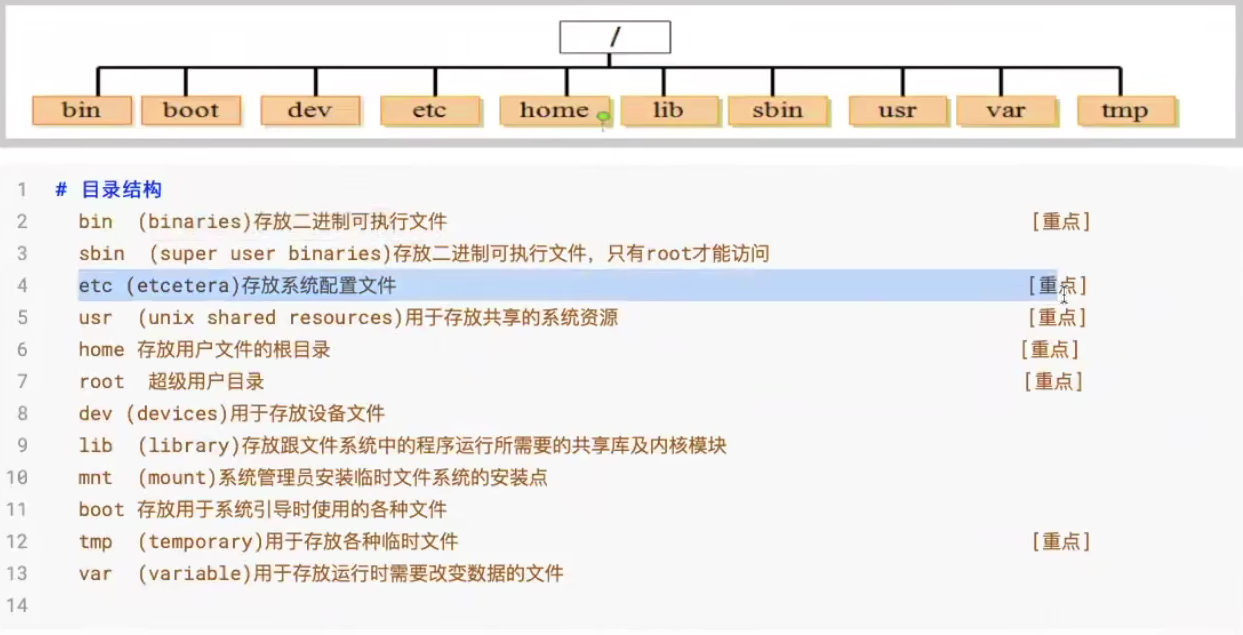 /
bin boot dev etc home lib sbin usr var tmp
1 # 目录结构
2 bin (binaries)存放二进制可执行文件 [重点]
3 sbin (super user binaries)存放二进制可执行文件，只有root才能访问
4 etc (etcetera)存放系统配置文件 [重点]
5 usr (unix shared resources)用于存放共享的系统资源 [重点]
6 home 存放用户文件的根目录 [重点]
7 root 超级用户目录 [重点]
8 dev (devices)用于存放设备文件
9 lib (library)存放跟文件系统中的程序运行所需要的共享库及内核模块
10 mnt (mount)系统管理员安装临时文件系统的安装点
11 boot 存放用于系统引导时使用的各种文件
12 tmp (temporary)用于存放各种临时文件 [重点]
13 var (variable)用于存放运行时需要改变数据的文件
14